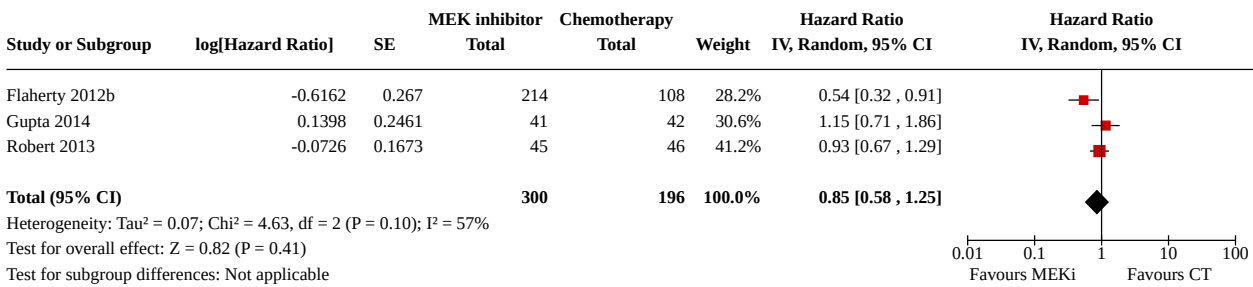 MEK inhibitor Chemotherapy Hazard Ratio Hazard Ratio
Study or Subgroup log[Hazard Ratio] SE Total Total Weight IV, Random, 95% CI IV, Random, 95% CI
Flaherty 2012b -0.6162 0.267 214 108 28.2% 0.54 [0.32 , 0.91]
Gupta 2014 0.1398 0.2461 41 42 30.6% 1.15 [0.71 , 1.86]
Robert 2013 -0.0726 0.1673 45 46 41.2% 0.93 [0.67 , 1.29]
Total (95% CI) 300 196 100.0% 0.85 [0.58 , 1.25]
Heterogeneity: Tau² = 0.07; Chi² = 4.63, df = 2 (P = 0.10); I² = 57%
Test for overall effect: Z = 0.82 (P = 0.41)
Test for subgroup differences: Not applicable
0.01 0.1 1 10 100
Favours MEKi Favours CT